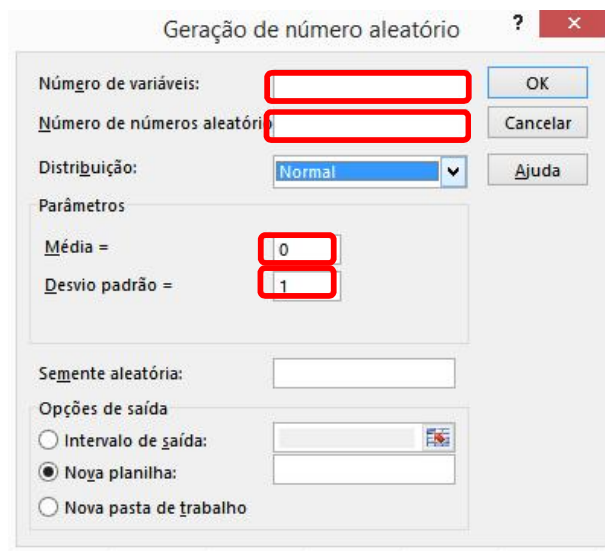 Geração de número aleatório ? ×
Número de variáveis: OK
Número de números aleatório Cancelar
Distribuição: Normal Ajuda
Parâmetros
Média = 0
Desvio padrão = 1
Semente aleatória:
Opções de saída
Intervalo de saída:
Nova planilha:
Nova pasta de trabalho